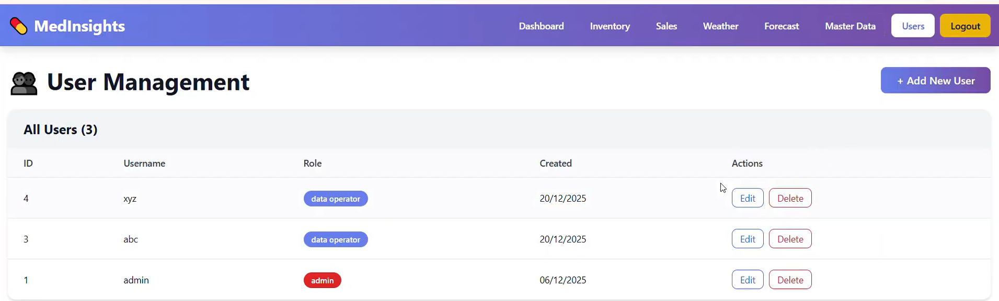 MedInsights Dashboard Inventory Sales Weather Forecast Master Data Users Logout
User Management + Add New User
All Users (3)
ID Username Role Created Actions
4 xyz data operator 20/12/2025 Edit Delete
3 abc data operator 20/12/2025 Edit Delete
1 admin admin 06/12/2025 Edit Delete